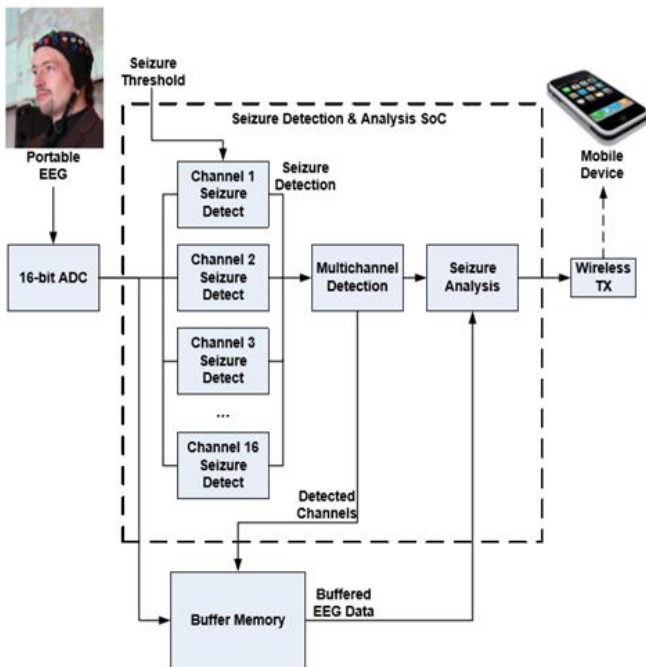 Seizure
Threshold
Seizure Detection & Analysis SoC
Portable
EEG
Mobile
Device
Channel 1
Seizure
Detect
Seizure
Detection
16-bit ADC
Channel 2
Seizure
Detect
Multichannel
Detection
Seizure
Analysis
Wireless
TX
Channel 3
Seizure
Detect
...
Channel 16
Seizure
Detect
Detected
Channels
Buffer Memory
Buffered
EEG Data